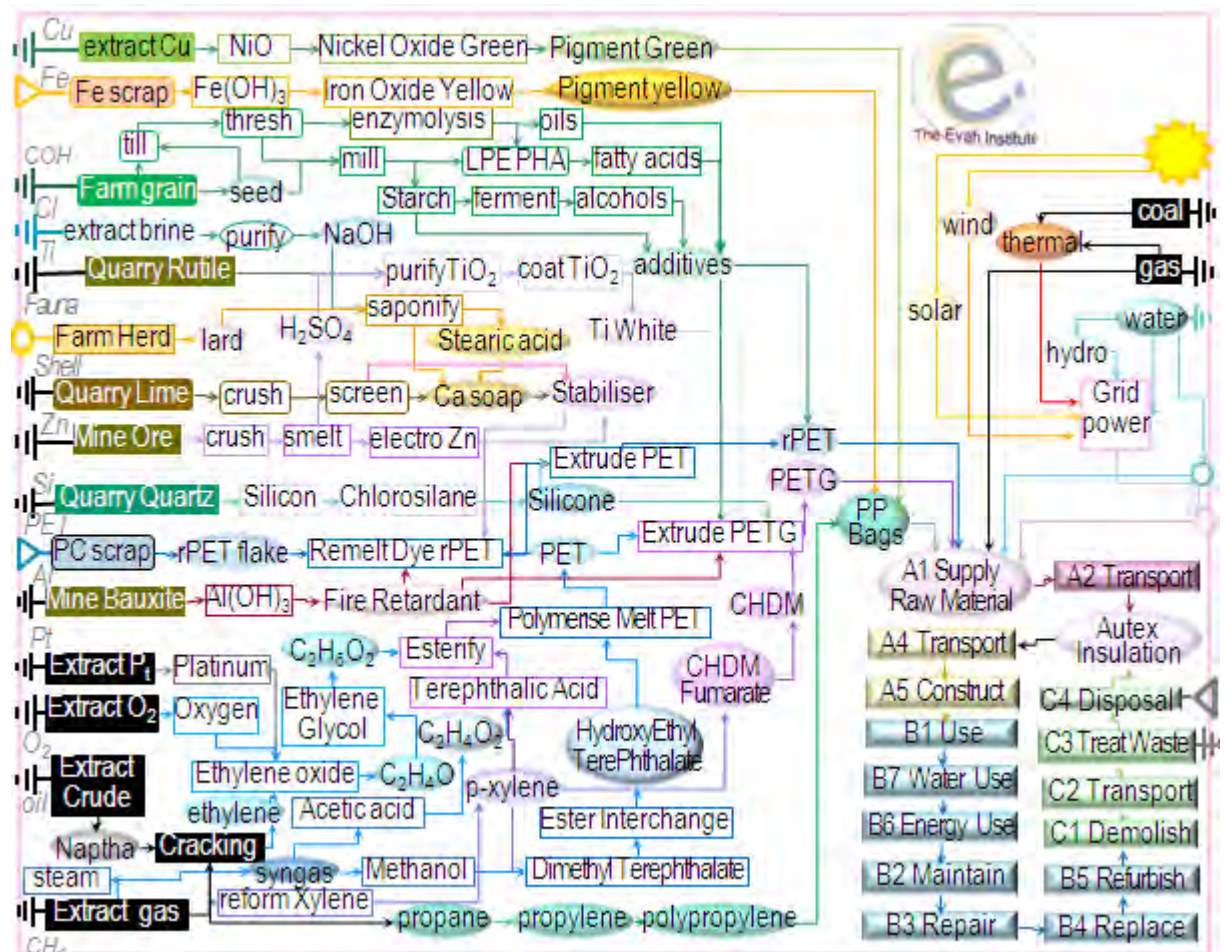 Cu
extract Cu NiO Nickel Oxide Green Pigment Green
Fe
Fe scrap Fe(OH)3 Iron Oxide Yellow Pigment yellow
The Evah Institute
thresh enzymolysis oils
till
COH
mill LPE PHA fatty acids
Farm grain seed
Starch ferment alcohols
coal
wind
thermal
Cl
extract brine purify NaOH
Ti
Quarry Rutile purifyTiO2 coat TiO2 additives
gas
Fauna
saponify
solar
water
Farm Herd lard H2SO4 Stearic acid Ti White
hydro
Shell
Quarry Lime crush screen Ca soap Stabiliser
Grid
power
Zn
Mine Ore crush smelt electro Zn
rPET
Extrude PET
PETG
Si
Quarry Quartz Silicon Chlorosilane Silicone
PP
Bags
PET
PC scrap rPET flake Remelt Dye rPET PET Extrude PETG
A1 Supply
Raw Material
A2 Transport
Al
Mine Bauxite Al(OH)3 Fire Retardant
CHDM
Polymerise Melt PET
Pt
Extract Pt Platinum C2H6O2 Esterify
A4 Transport
Autex
Insulation
CHDM
Fumarate
Terephthalic Acid
A5 Construct
C4 Disposal
Extract O2 Oxygen
Ethylene
Glycol
C2H4O2
HydroxyEthyl
TerePhthalate
B1 Use
C3 Treat Waste
O2
Extract
Crude
oil
Ethylene oxide C2H4O p-xylene
B7 Water Use
C2 Transport
ethylene Acetic acid
Ester Interchange
B6 Energy Use
C1 Demolish
Naptha Cracking
steam syngas Methanol Dimethyl Terephthalate
B2 Maintain
B5 Refurbish
reform Xylene
Extract gas propane propylene polypropylene
B3 Repair
B4 Replace
CH4